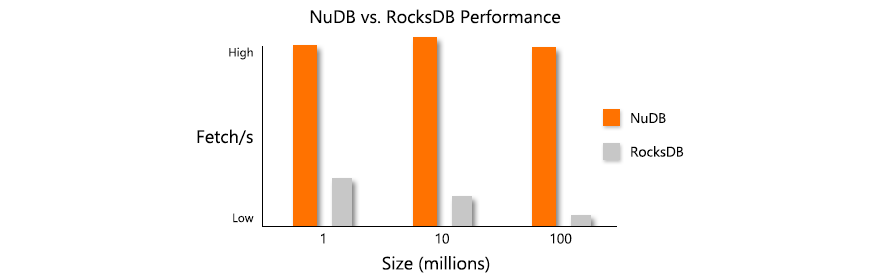 NuDB vs. RocksDB Performance
High
Fetch/s
Low
1
10
100
Size (millions)
NuDB
RocksDB